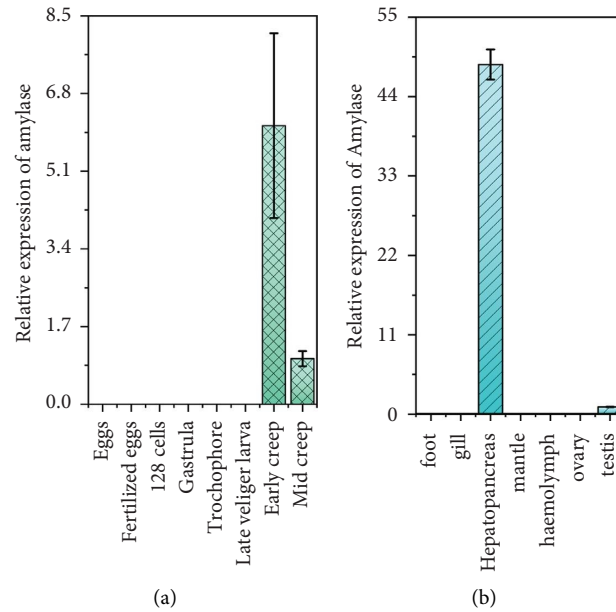 Relative expression of amylase
8.5
6.8
5.1
3.4
1.7
0.0
Eggs
Fertilized eggs
128 cells
Gastrula
Trochophore
Late veliger larva
Early creep
Mid creep
(a)
Relative expression of Amylase
55
44
33
22
11
0
foot
gill
Hepatopancreas
mantle
haemolymph
ovary
testis
(b)